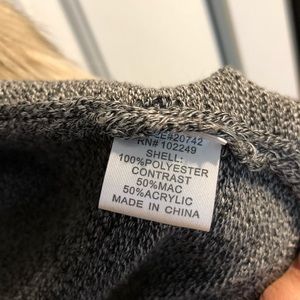 20742
RN# 102249
SHELL:
100%POLYESTER
CONTRAST
50%MAC
50%ACRYLIC
MADE IN CHINA